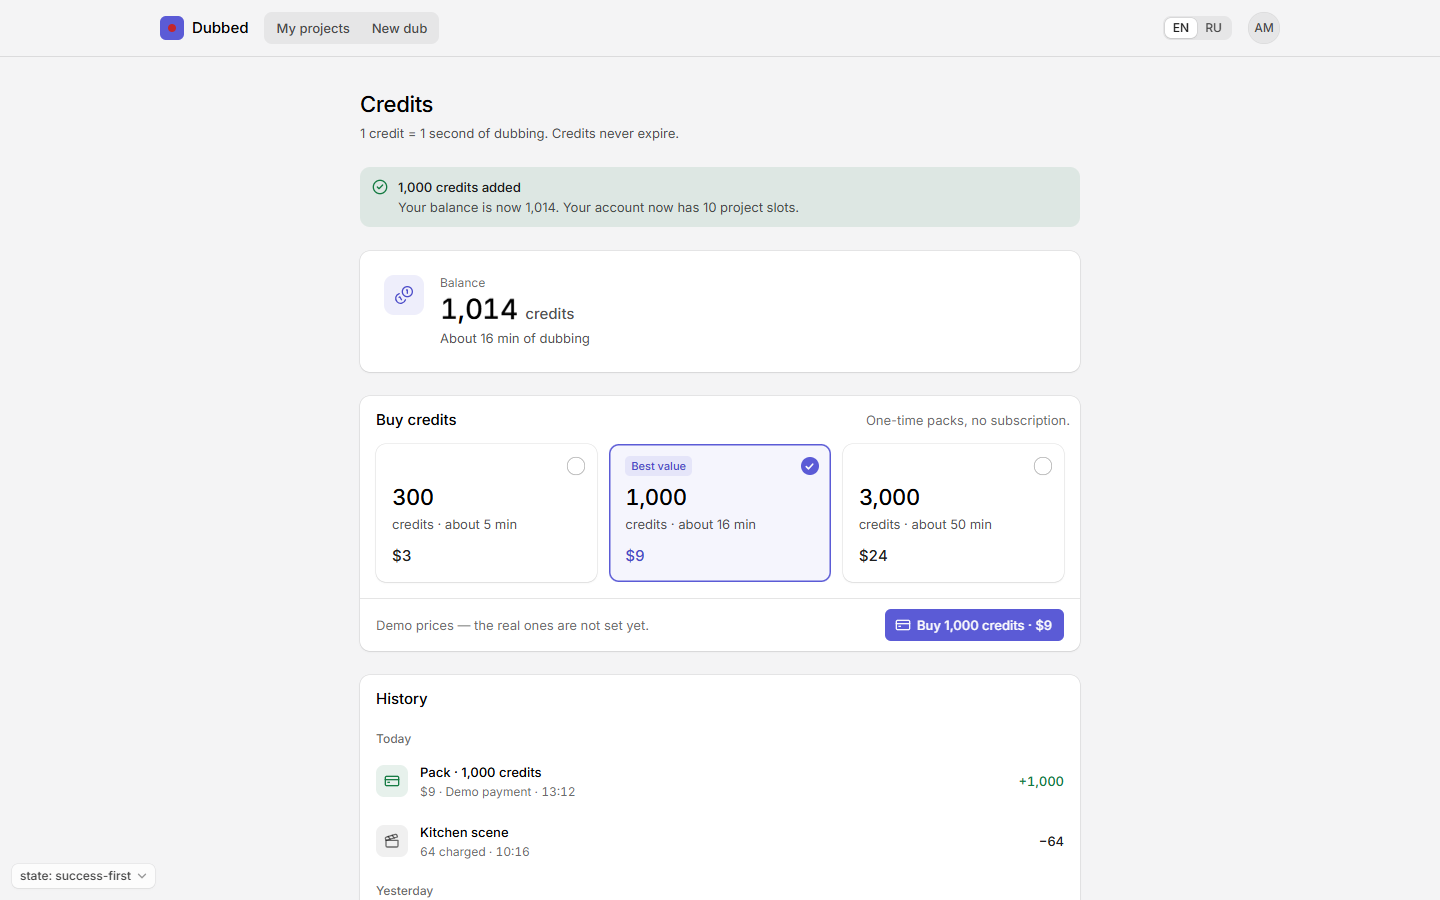 Dubbed
My projects
New dub
EN
RU
AM
Credits
1 credit = 1 second of dubbing. Credits never expire.
1,000 credits added
Your balance is now 1,014. Your account now has 10 project slots.
Balance
1,014 credits
About 16 min of dubbing
Buy credits
One-time packs, no subscription.
300
credits · about 5 min
$3
Best value
1,000
credits · about 16 min
$9
3,000
credits · about 50 min
$24
Demo prices — the real ones are not set yet.
Buy 1,000 credits · $9
History
Today
Pack · 1,000 credits
$9 · Demo payment · 13:12
+1,000
Kitchen scene
64 charged · 10:16
−64
Yesterday
state: success-first